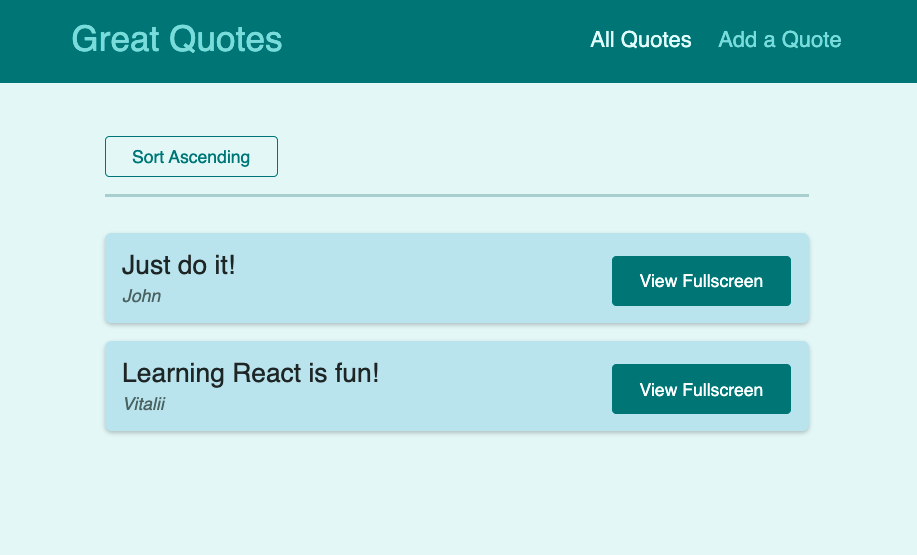 Great Quotes
All Quotes
Add a Quote
Sort Ascending
Just do it!
John
View Fullscreen
Learning React is fun!
Vitalii
View Fullscreen